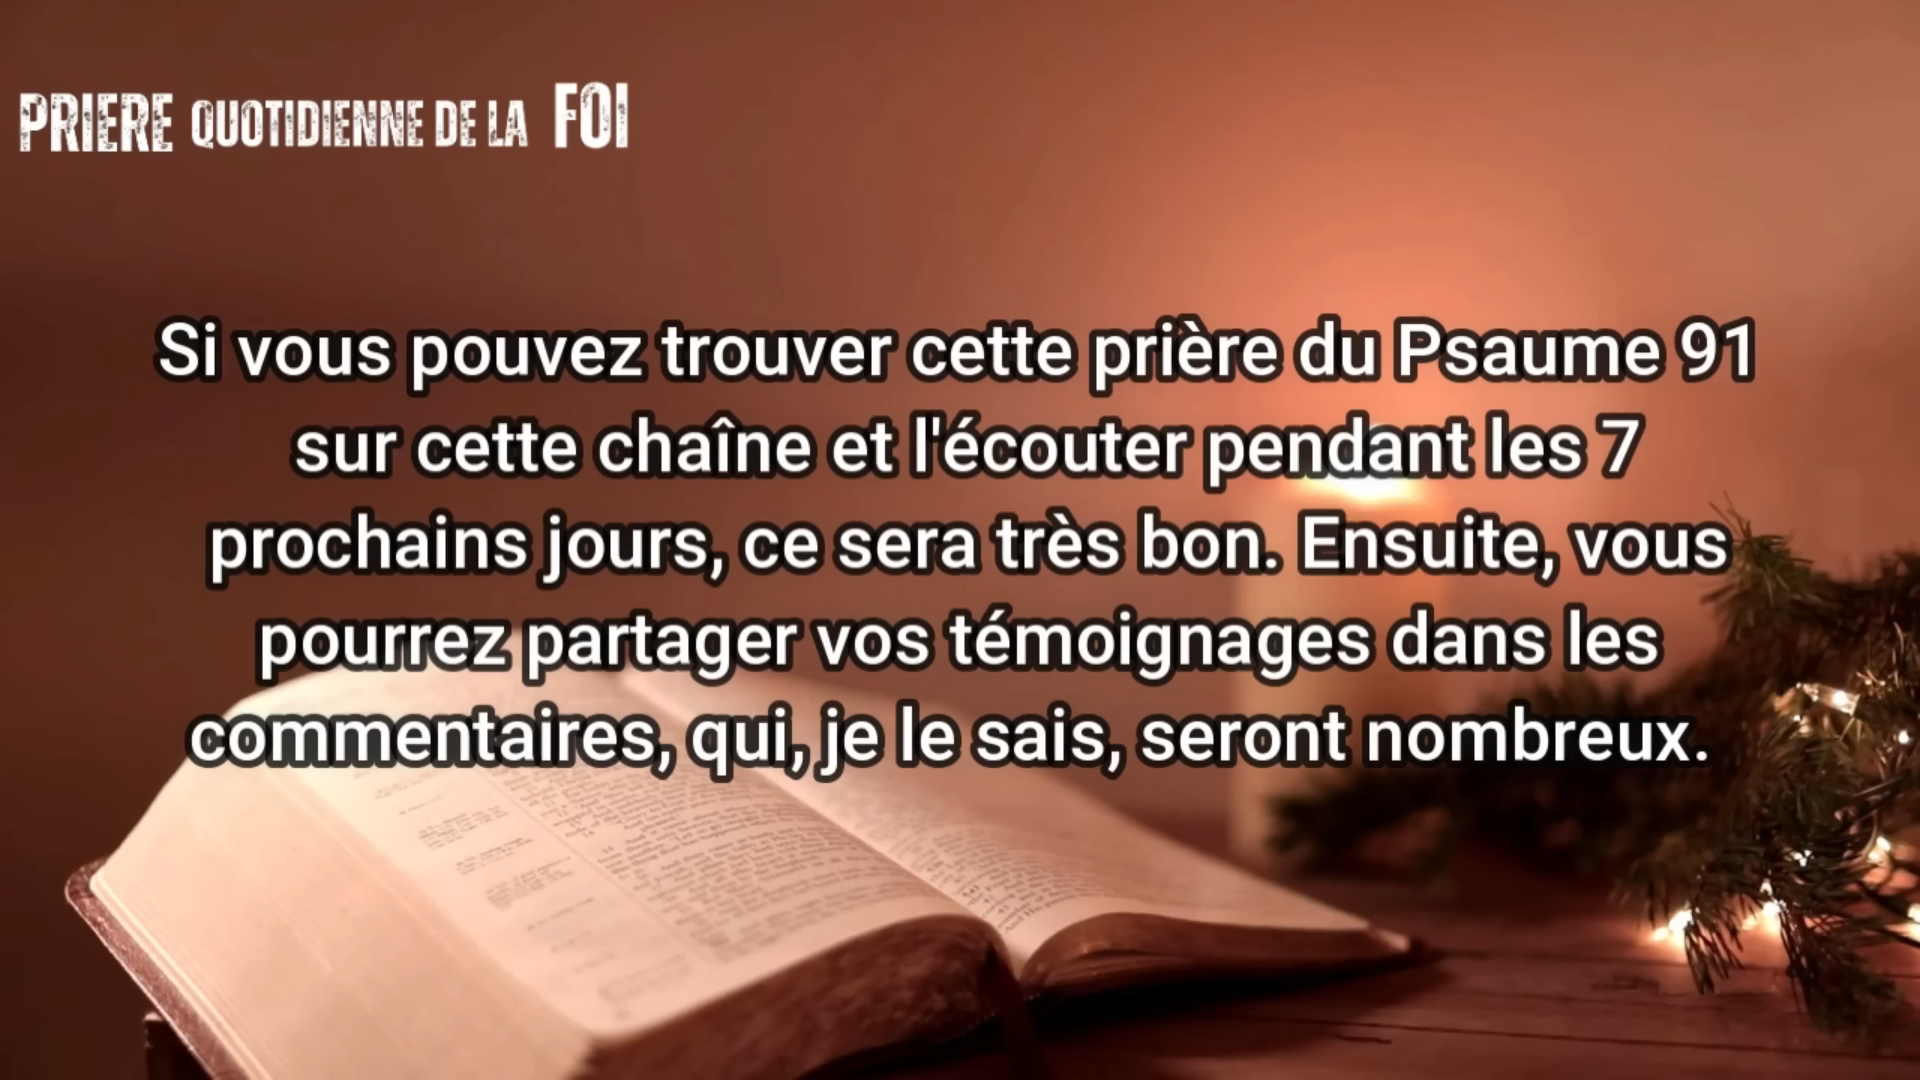 PRIERE QUOTIDIENNE DE LA FOI
Si vous pouvez trouver cette prière du Psaume 91
sur cette chaîne et l'écouter pendant les 7
prochains jours, ce sera très bon. Ensuite, vous
pourrez partager vos témoignages dans les
commentaires, qui, je le sais, seront nombreux.